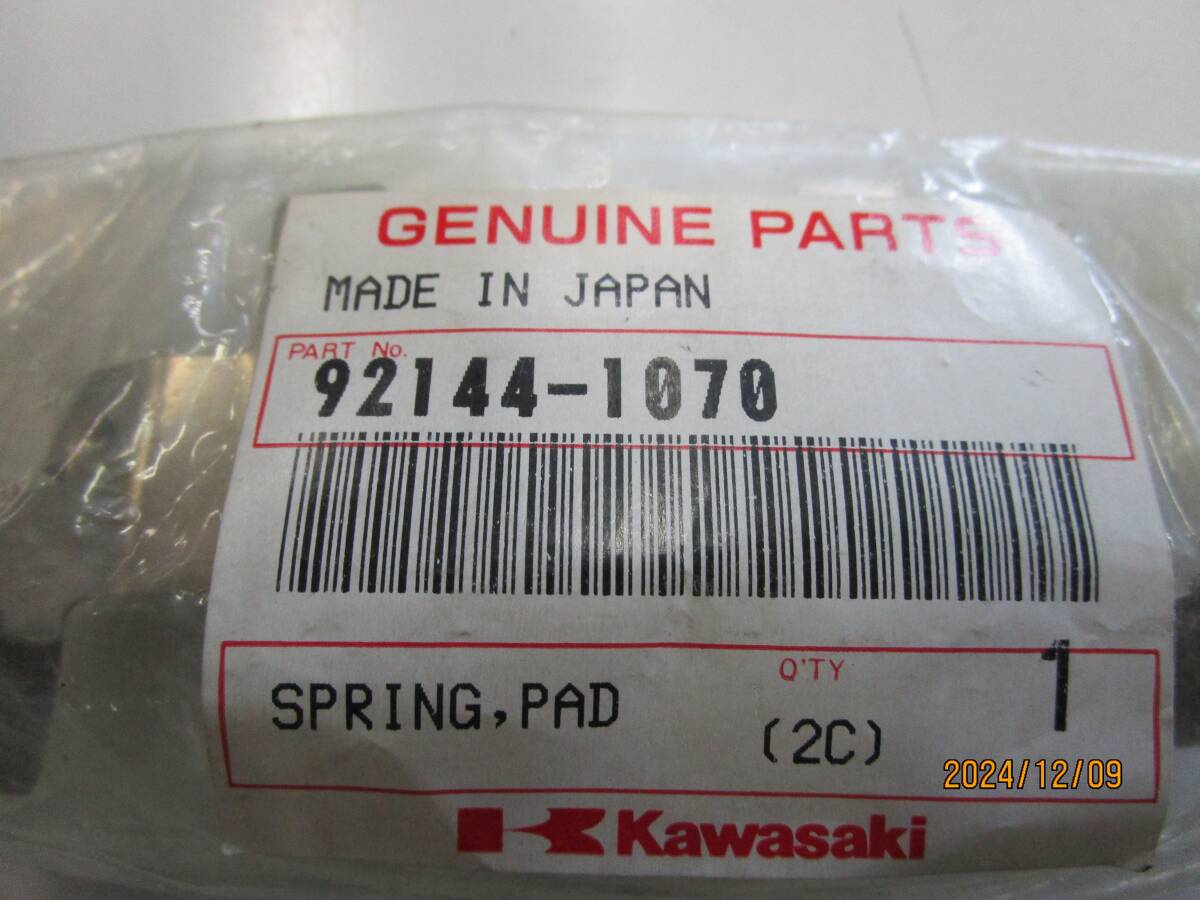 GENUINE PARTS
MADE IN JAPAN
PART No.
92144-1070
Q'TY
1
SPRING,PAD
(2C)
2024/12/09
Kawasaki